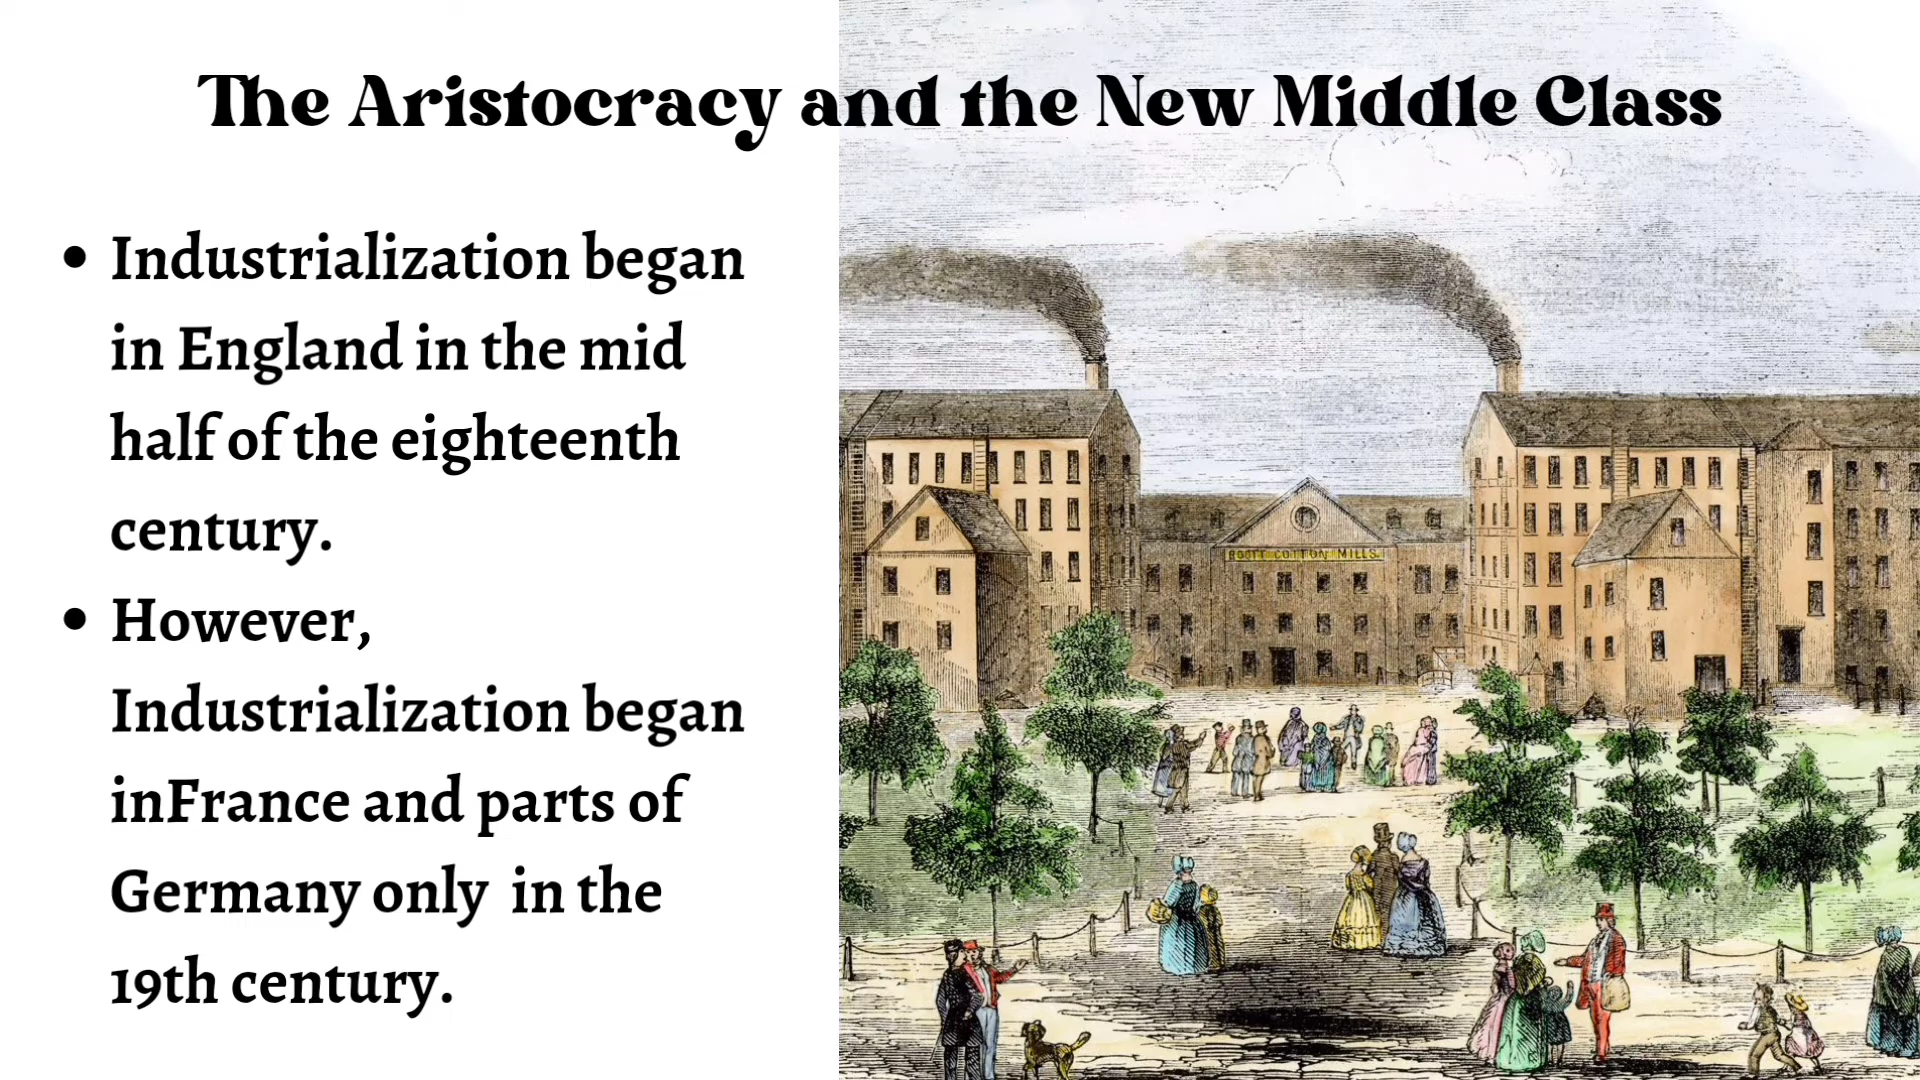 The Aristocracy and the New Middle Class
• Industrialization began
in England in the mid
half of the eighteenth
century.
• However,
Industrialization began
inFrance and parts of
Germany only  in the
19th century.
BOOTT COTTON MILLS